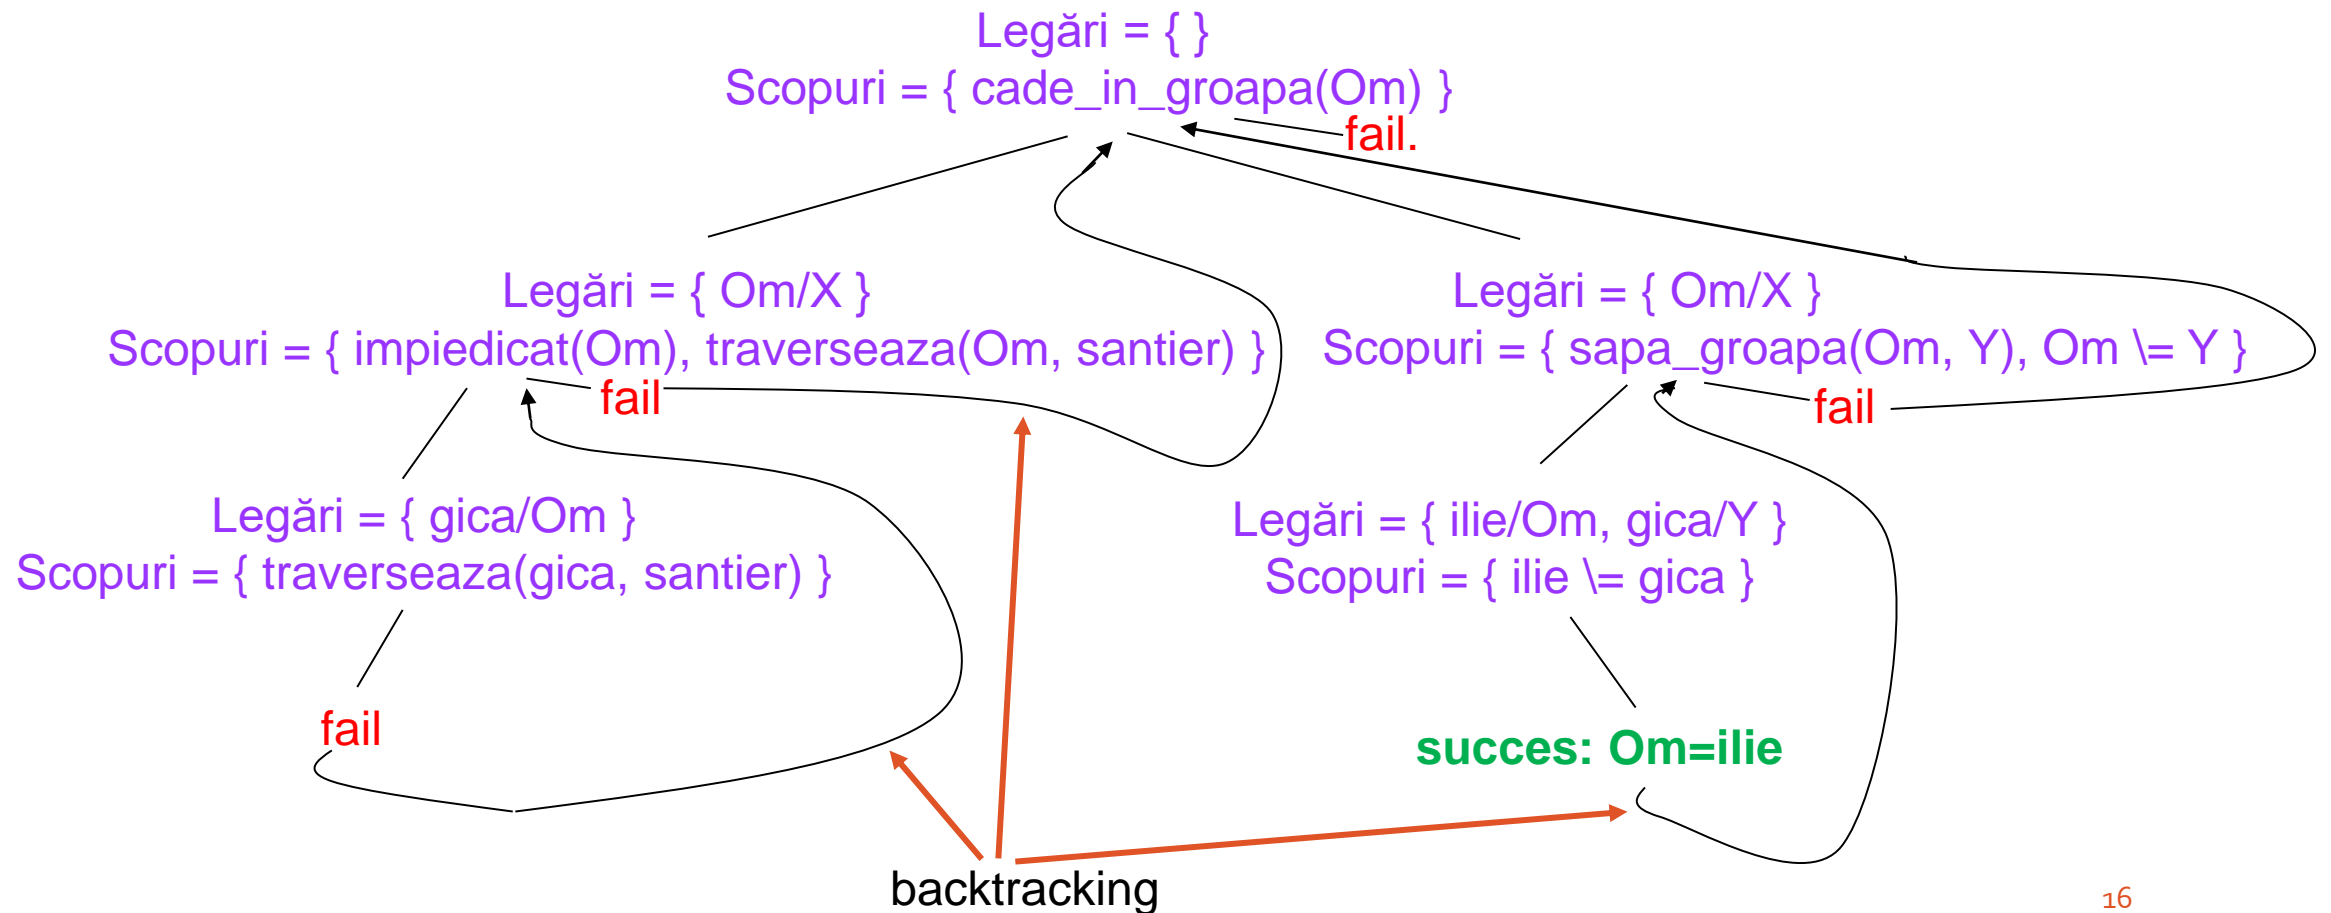 Legări = { }
Scopuri = { cade_in_groapa(Om) }
fail.
Legări = { Om/X }
Scopuri = { impiedicat(Om), traverseaza(Om, santier) }
fail
Legări = { gica/Om }
Scopuri = { traverseaza(gica, santier) }
fail
Legări = { Om/X }
Scopuri = { sapa_groapa(Om, Y), Om \= Y }
fail
Legări = { ilie/Om, gica/Y }
Scopuri = { ilie \= gica }
succes: Om=ilie
backtracking
16